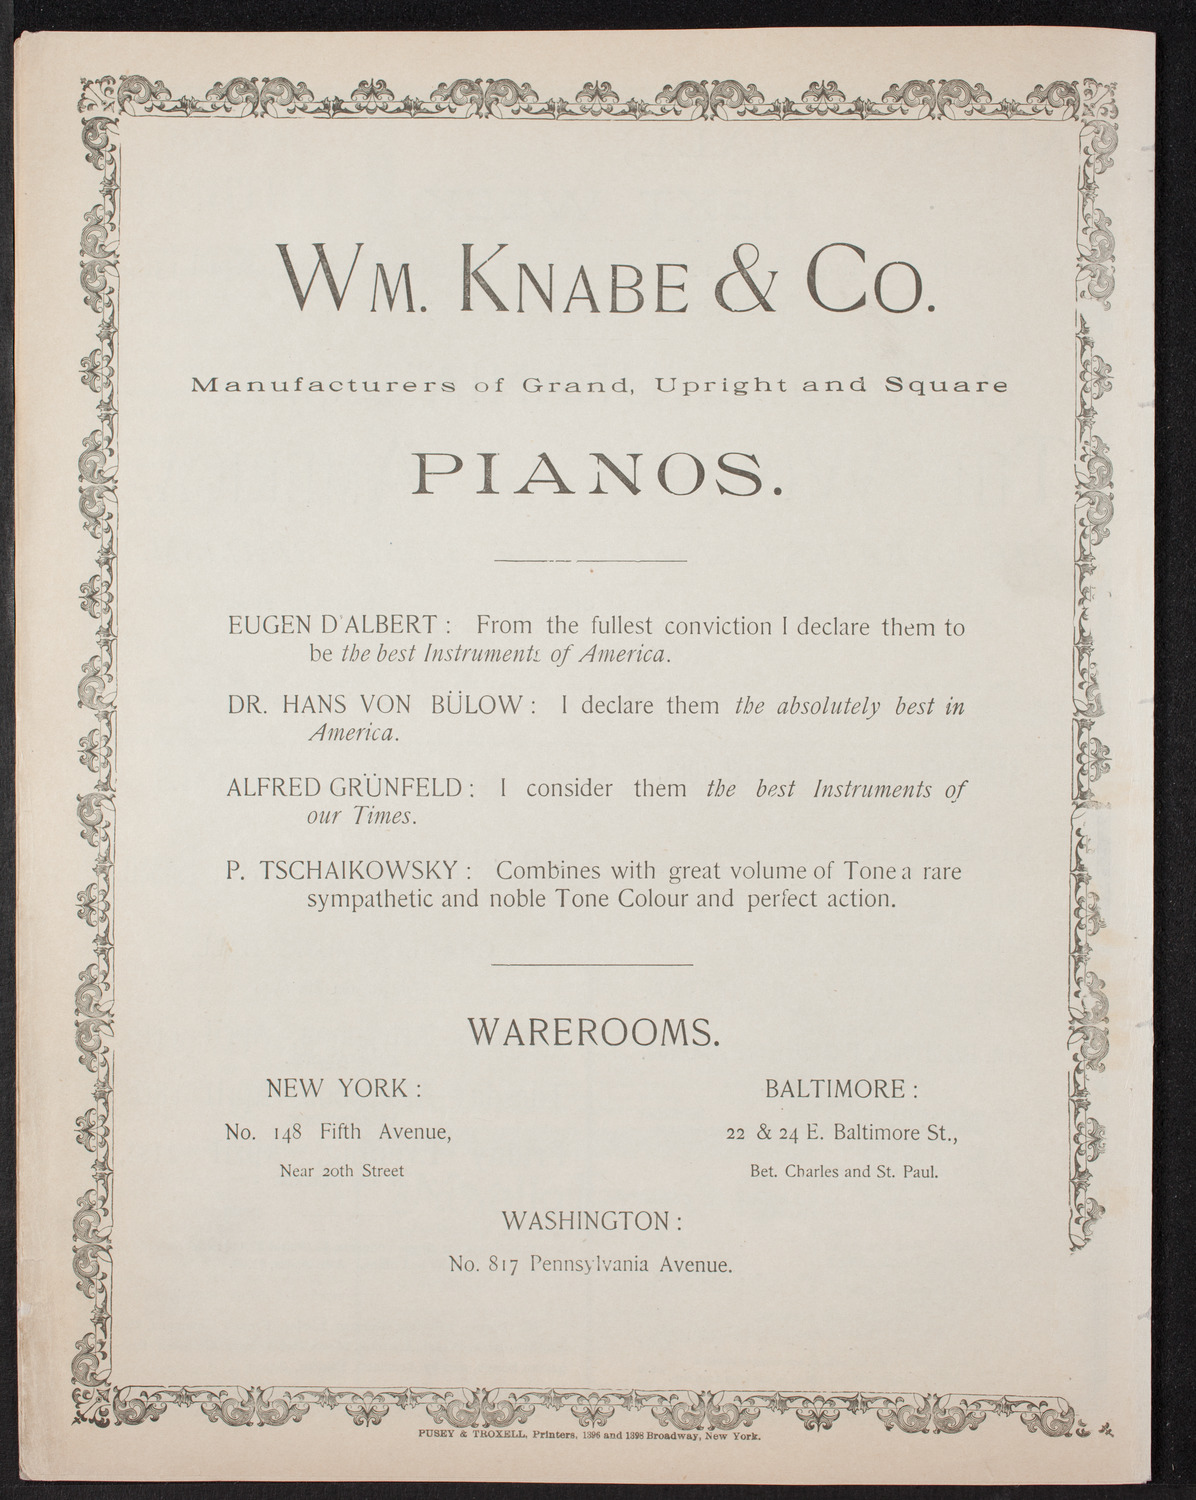 WM. KNABE & CO.
Manufacturers of Grand, Upright and Square
PIANOS.
EUGEN D'ALBERT : From the fullest conviction I declare them to
be the best Instruments of America.
DR. HANS VON BÜLOW : I declare them the absolutely best in
America.
ALFRED GRÜNFELD : I consider them the best Instruments of
our Times.
P. TSCHAIKOWSKY : Combines with great volume of Tone a rare
sympathetic and noble Tone Colour and perfect action.
WAREROOMS.
NEW YORK :
No. 148 Fifth Avenue,
Near 20th Street
BALTIMORE :
22 & 24 E. Baltimore St.,
Bet. Charles and St. Paul.
WASHINGTON :
No. 817 Pennsylvania Avenue.
PUSEY & TROXELL, Printers, 1396 and 1398 Broadway, New York.